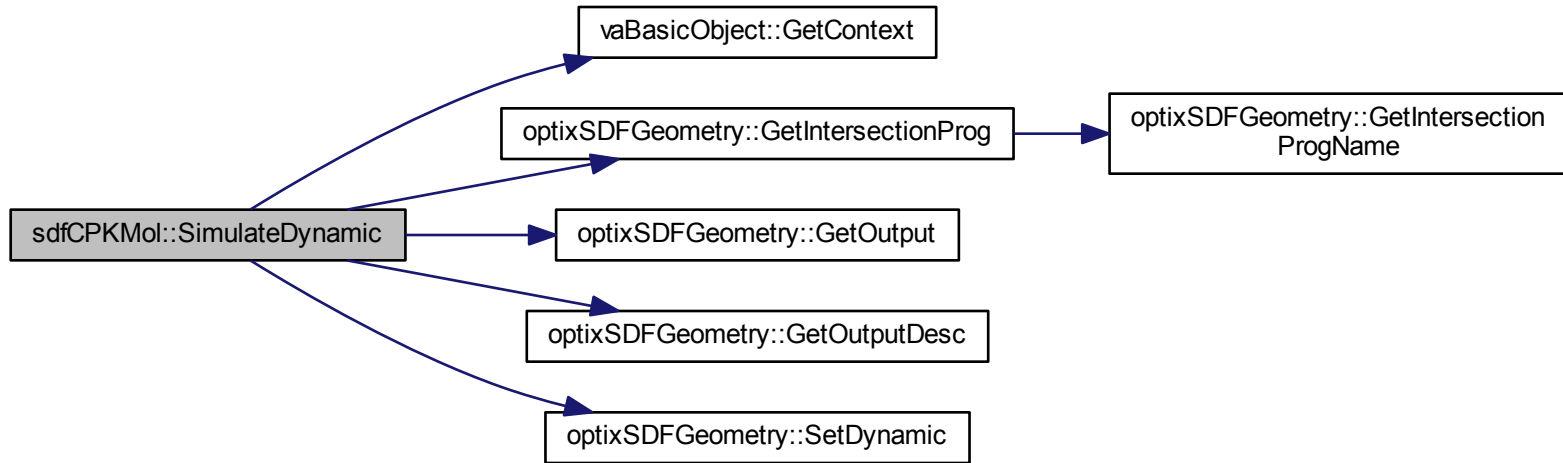 vaBasicObject::GetContext
optixSDFGeometry::GetIntersectionProg
optixSDFGeometry::GetIntersection
ProgName
sdfCPKMol::SimulateDynamic
optixSDFGeometry::GetOutput
optixSDFGeometry::GetOutputDesc
optixSDFGeometry::SetDynamic